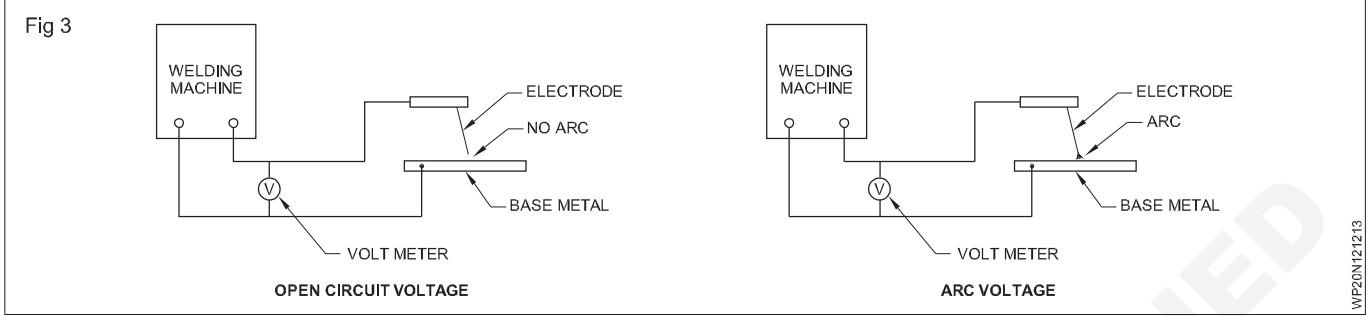 Fig 3
WELDING
MACHINE
ELECTRODE
NO ARC
BASE METAL
V
VOLT METER
OPEN CIRCUIT VOLTAGE
WELDING
MACHINE
ELECTRODE
ARC
BASE METAL
V
VOLT METER
ARC VOLTAGE
WP20N121213